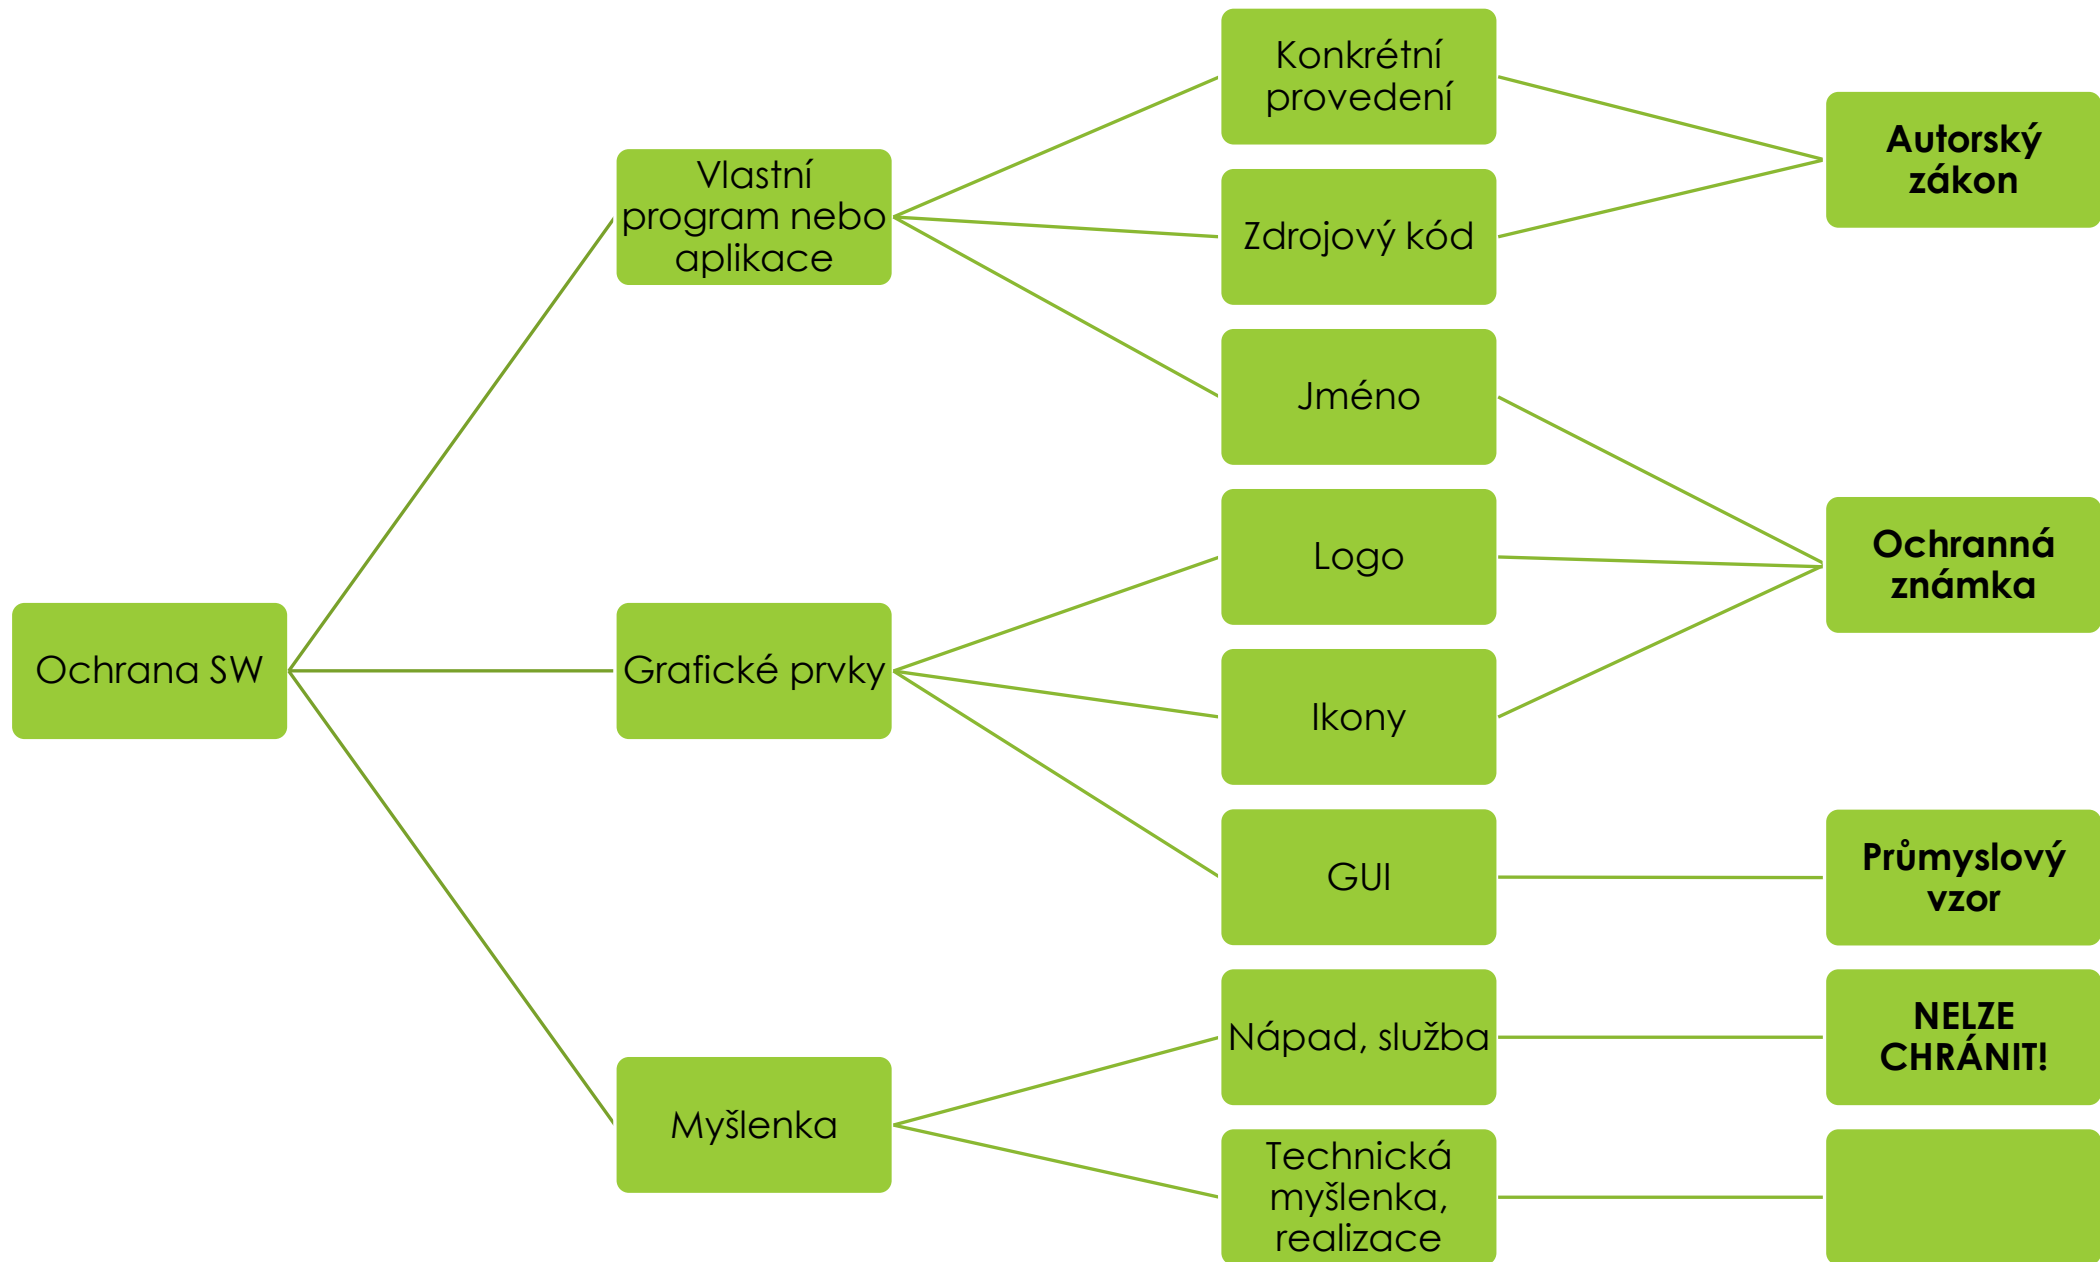 Konkrétní
provedení
Autorský
zákon
Vlastní
program nebo
aplikace
Zdrojový kód
Jméno
Logo
Ochranná
známka
Ochrana SW
Grafické prvky
Ikony
GUI
Průmyslový
vzor
Nápad, služba
NELZE
CHRÁNIT!
Myšlenka
Technická
myšlenka,
realizace